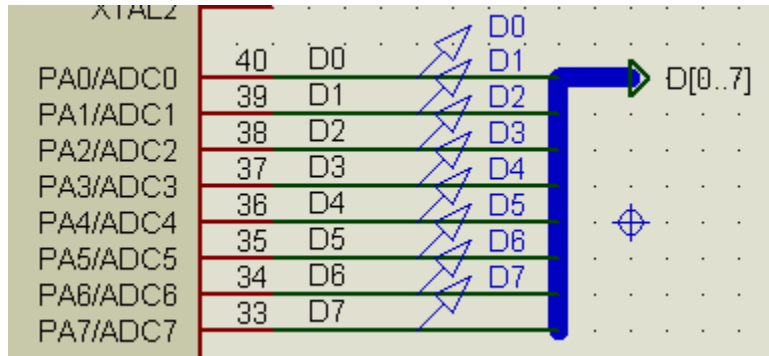 XTAL2
D0
40 D0 D1
PA0/ADC0 D[0..7]
39 D1 D2
PA1/ADC1
38 D2 D3
PA2/ADC2
37 D3 D4
PA3/ADC3
36 D4 D5
PA4/ADC4
35 D5 D6
PA5/ADC5
34 D6 D7
PA6/ADC6
33 D7
PA7/ADC7